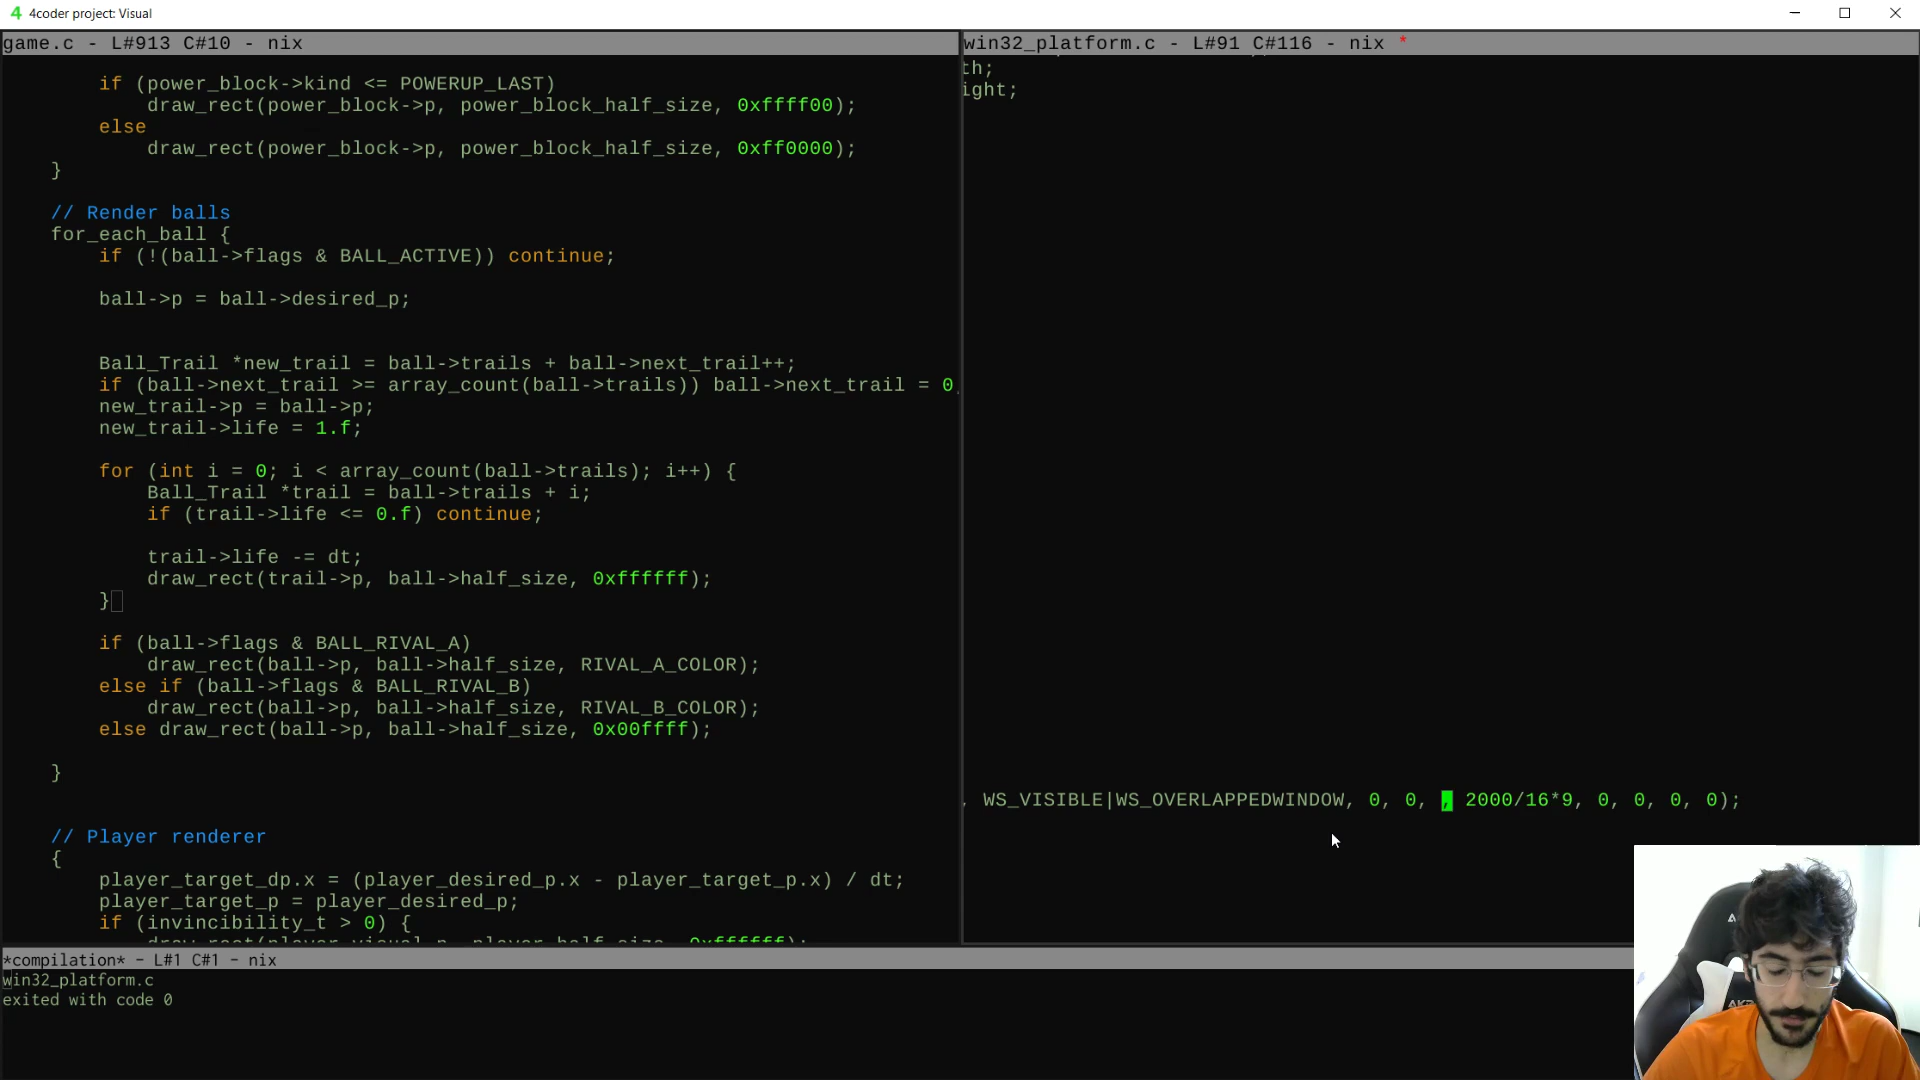 4 4coder project: Visual
game.c - L#913 C#10 - nix
if (power_block->kind <= POWERUP_LAST)
draw_rect(power_block->p, power_block_half_size, 0xffff00);
else
draw_rect(power_block->p, power_block_half_size, 0xff0000);
}
// Render balls
for_each_ball {
if (!(ball->flags & BALL_ACTIVE)) continue;
ball->p = ball->desired_p;
Ball_Trail *new_trail = ball->trails + ball->next_trail++;
if (ball->next_trail >= array_count(ball->trails)) ball->next_trail = 0
new_trail->p = ball->p;
new_trail->life = 1.f;
for (int i = 0; i < array_count(ball->trails); i++) {
Ball_Trail *trail = ball->trails + i;
if (trail->life <= 0.f) continue;
trail->life -= dt;
draw_rect(trail->p, ball->half_size, 0xffffff);
}
if (ball->flags & BALL_RIVAL_A)
draw_rect(ball->p, ball->half_size, RIVAL_A_COLOR);
else if (ball->flags & BALL_RIVAL_B)
draw_rect(ball->p, ball->half_size, RIVAL_B_COLOR);
else draw_rect(ball->p, ball->half_size, 0x00ffff);
}
// Player renderer
{
player_target_dp.x = (player_desired_p.x - player_target_p.x) / dt;
player_target_p = player_desired_p;
if (invincibility_t > 0) {
win32_platform.c - L#91 C#116 - nix *
th;
ight;
, WS_VISIBLE|WS_OVERLAPPEDWINDOW, 0, 0, , 2000/16*9, 0, 0, 0, 0);
*compilation* - L#1 C#1 - nix
win32_platform.c
exited with code 0